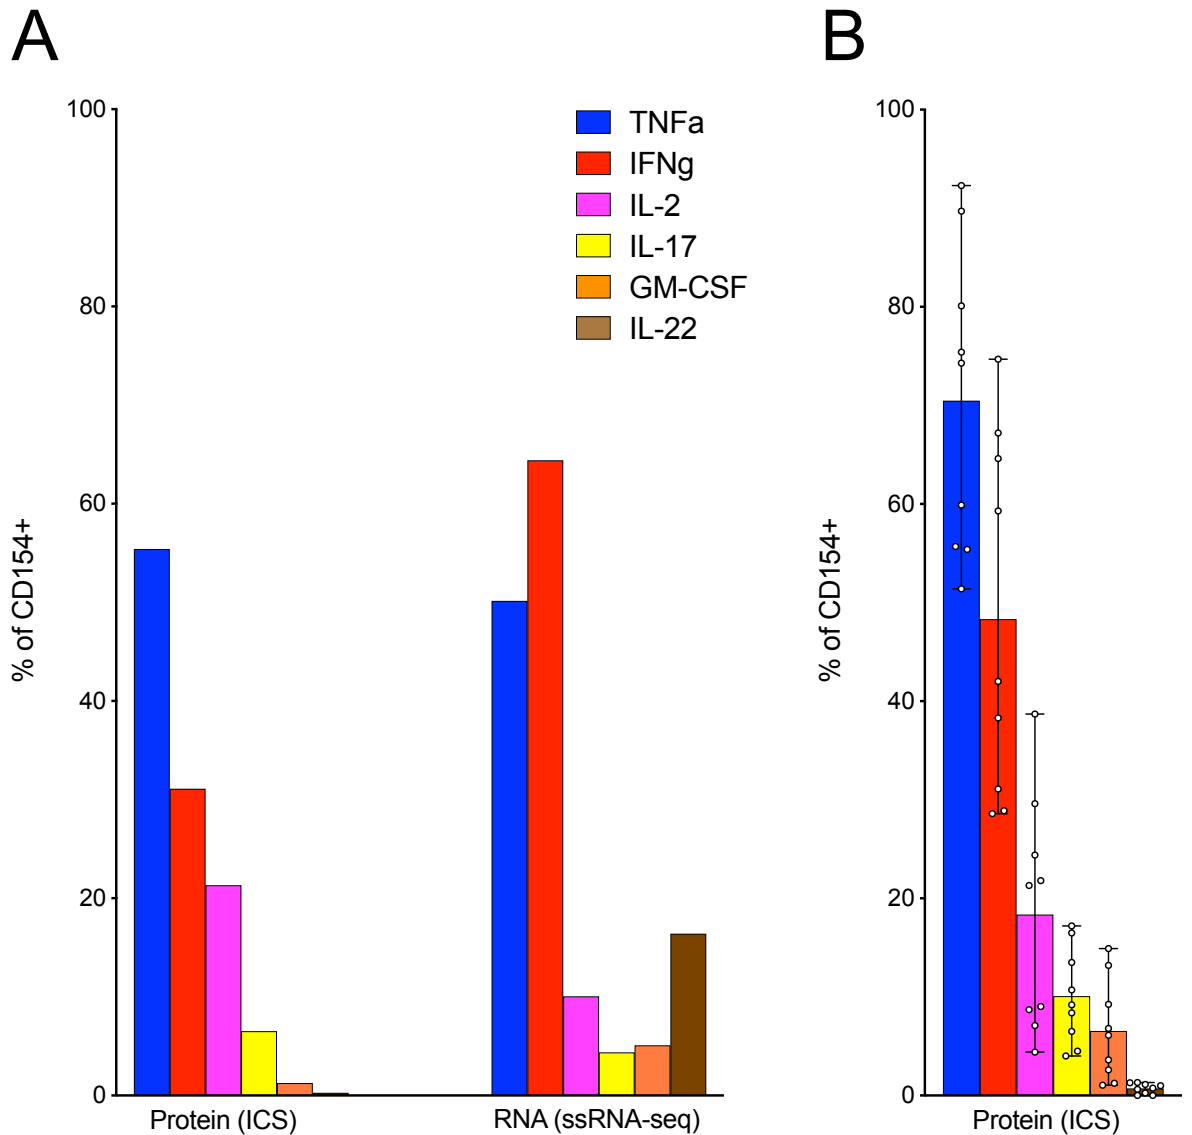 A
B
100
80
60
40
20
0
% of CD154+
TNFa
IFNg
IL-2
IL-17
GM-CSF
IL-22
Protein (ICS)
RNA (ssRNA-seq)
100
80
60
40
20
0
% of CD154+
Protein (ICS)